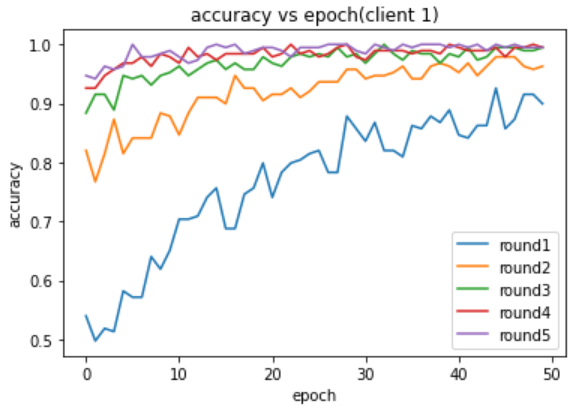 accuracy vs epoch(client 1)
1.0
0.9
0.8
0.7
0.6
0.5
accuracy
0 10 20 30 40 50
epoch
round1
round2
round3
round4
round5